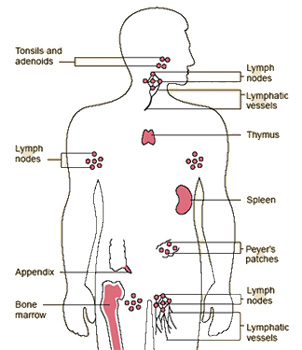 Tonsils and
adenoids
Lymph
nodes
Lymphatic
vessels
Thymus
Lymph
nodes
Spleen
Peyer's
patches
Appendix
Bone
marrow
Lymph
nodes
Lymphatic
vessels